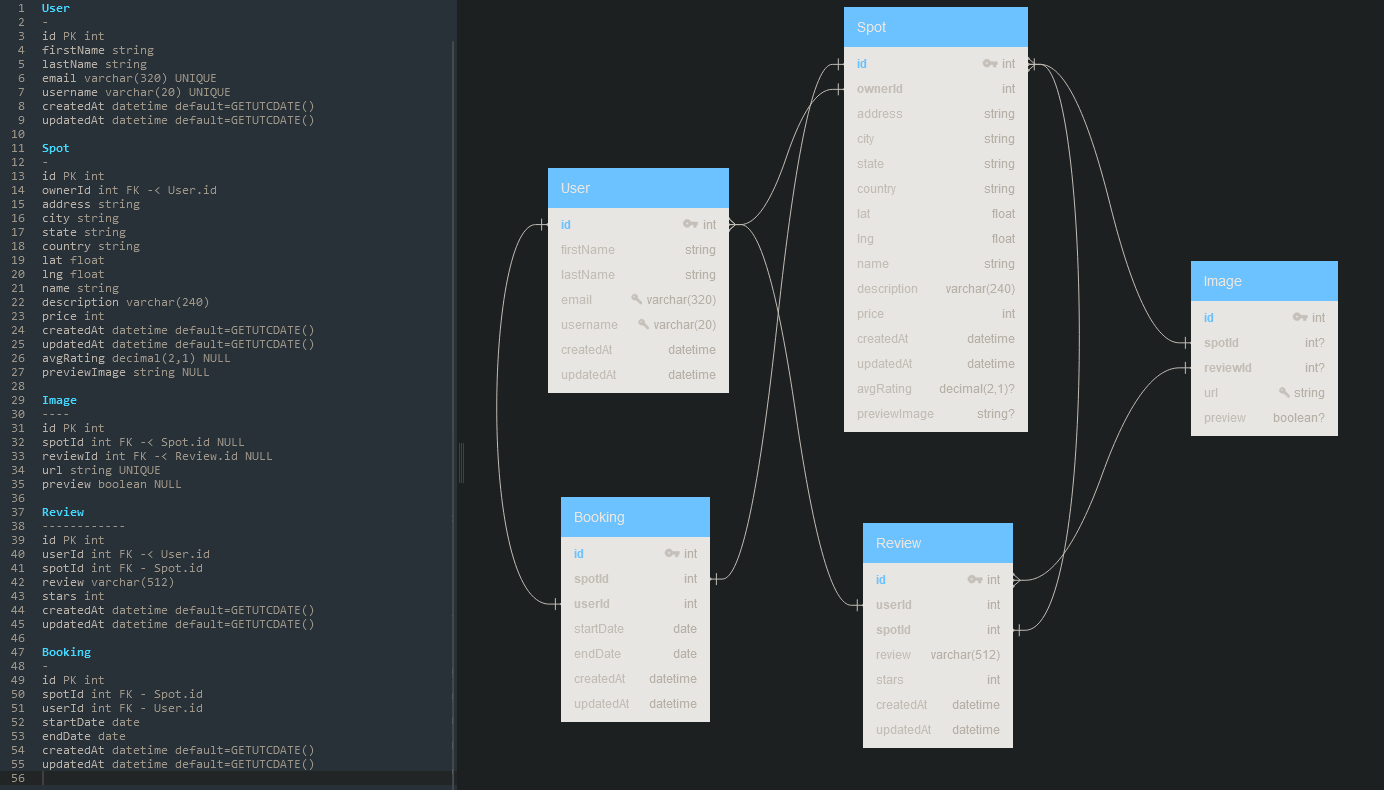 1 User
2 -
3 id PK int
4 firstName string
5 lastName string
6 email varchar(320) UNIQUE
7 username varchar(20) UNIQUE
8 createdAt datetime default=GETUTCDATE()
9 updatedAt datetime default=GETUTCDATE()
10
11 Spot
12 -
13 id PK int
14 ownerId int FK -< User.id
15 address string
16 city string
17 state string
18 country string
19 lat float
20 lng float
21 name string
22 description varchar(240)
23 price int
24 createdAt datetime default=GETUTCDATE()
25 updatedAt datetime default=GETUTCDATE()
26 avgRating decimal(2,1) NULL
27 previewImage string NULL
28
29 Image
30 ----
31 id PK int
32 spotId int FK -< Spot.id NULL
33 reviewId int FK -< Review.id NULL
34 url string UNIQUE
35 preview boolean NULL
36
37 Review
38 ------------
39 id PK int
40 userId int FK -< User.id
41 spotId int FK - Spot.id
42 review varchar(512)
43 stars int
44 createdAt datetime default=GETUTCDATE()
45 updatedAt datetime default=GETUTCDATE()
46
47 Booking
48 -
49 id PK int
50 spotId int FK - Spot.id
51 userId int FK - User.id
52 startDate date
53 endDate date
54 createdAt datetime default=GETUTCDATE()
55 updatedAt datetime default=GETUTCDATE()
56
User
id int
firstName string
lastName string
email varchar(320)
username varchar(20)
createdAt datetime
updatedAt datetime
Booking
id int
spotId int
userId int
startDate date
endDate date
createdAt datetime
updatedAt datetime
Spot
id int
ownerId int
address string
city string
state string
country string
lat float
lng float
name string
description varchar(240)
price int
createdAt datetime
updatedAt datetime
avgRating decimal(2,1)?
previewImage string?
Review
id int
userId int
spotId int
review varchar(512)
stars int
createdAt datetime
updatedAt datetime
Image
id int
spotId int?
reviewId int?
url string
preview boolean?